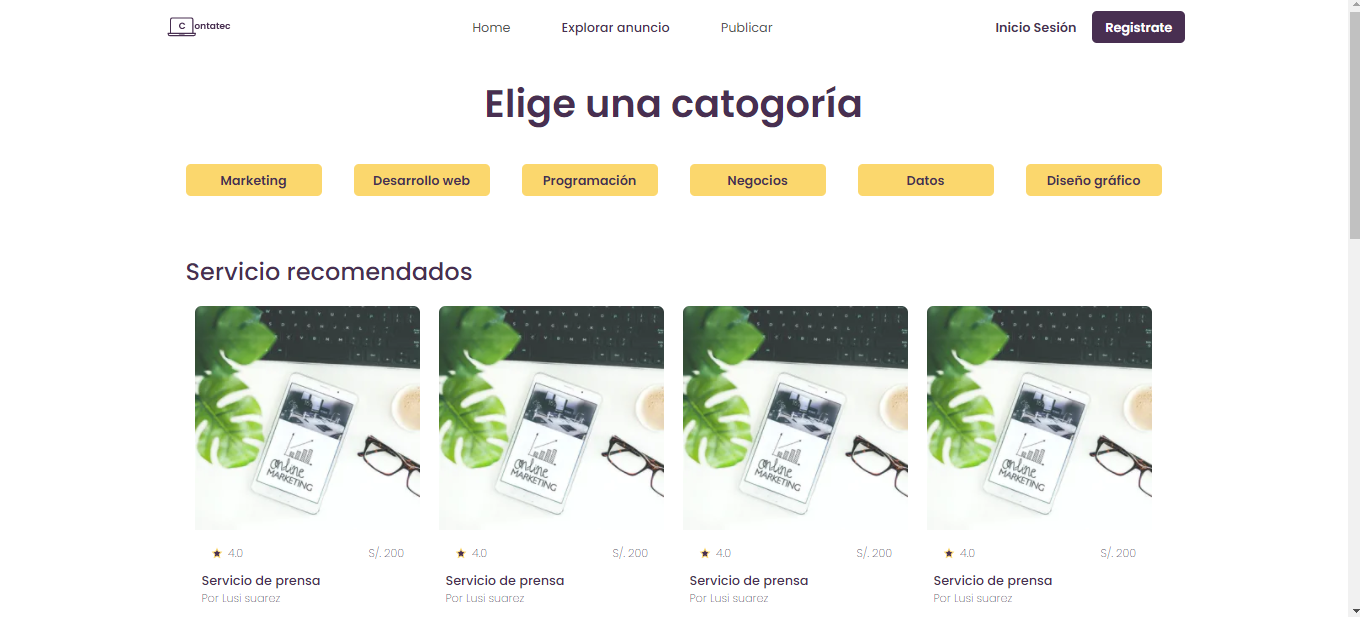 Contatec
Home Explorar anuncio Publicar Inicio Sesión Registrate
Elige una catogoría
Marketing Desarrollo web Programación Negocios Datos Diseño gráfico
Servicio recomendados
online MARKETING online MARKETING online MARKETING online MARKETING
4.0 S/. 200 4.0 S/. 200 4.0 S/. 200 4.0 S/. 200
Servicio de prensa Servicio de prensa Servicio de prensa Servicio de prensa
Por Lusi suarez Por Lusi suarez Por Lusi suarez Por Lusi suarez